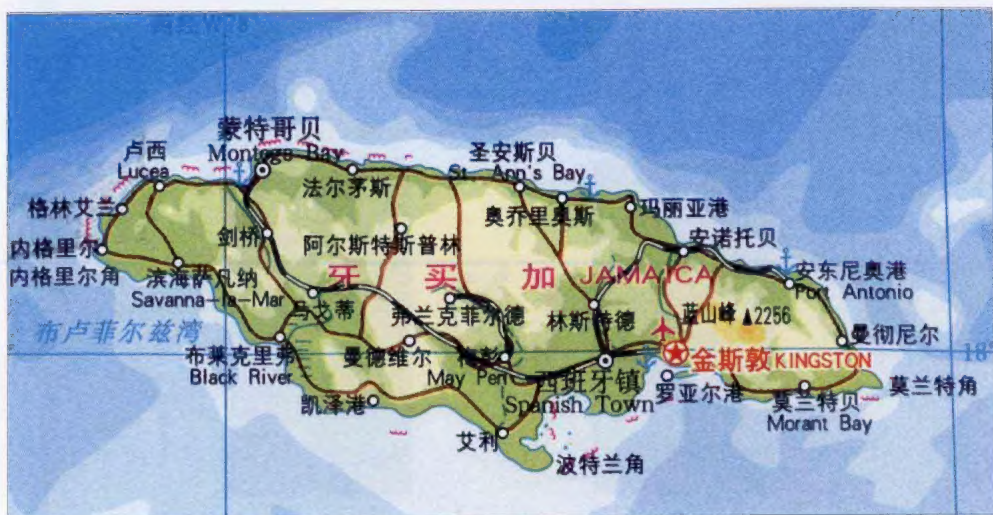 西经W78
蒙特哥贝
Montego Bay
卢西
Lucea
圣安斯贝
St. Ann's Bay
法尔茅斯
格林艾兰
奥乔里奥斯
玛丽亚港
剑桥
阿尔斯特斯普林
安诺托贝
内格里尔
内格里尔角
滨海萨凡纳
Savanna-la-Mar
牙买加 JAMAICA
安东尼奥港
Port Antonio
马戈蒂
弗兰克菲尔德
林斯特德
蓝山峰 ▲2256
布卢菲尔兹湾
曼彻尼尔
布莱克里弗
Black River
曼德维尔
梅彭
May Pen
西班牙镇
Spanish Town
金斯敦 KINGSTON
18°
罗亚尔港
莫兰特角
凯泽港
莫兰特贝
Morant Bay
艾利
波特兰角